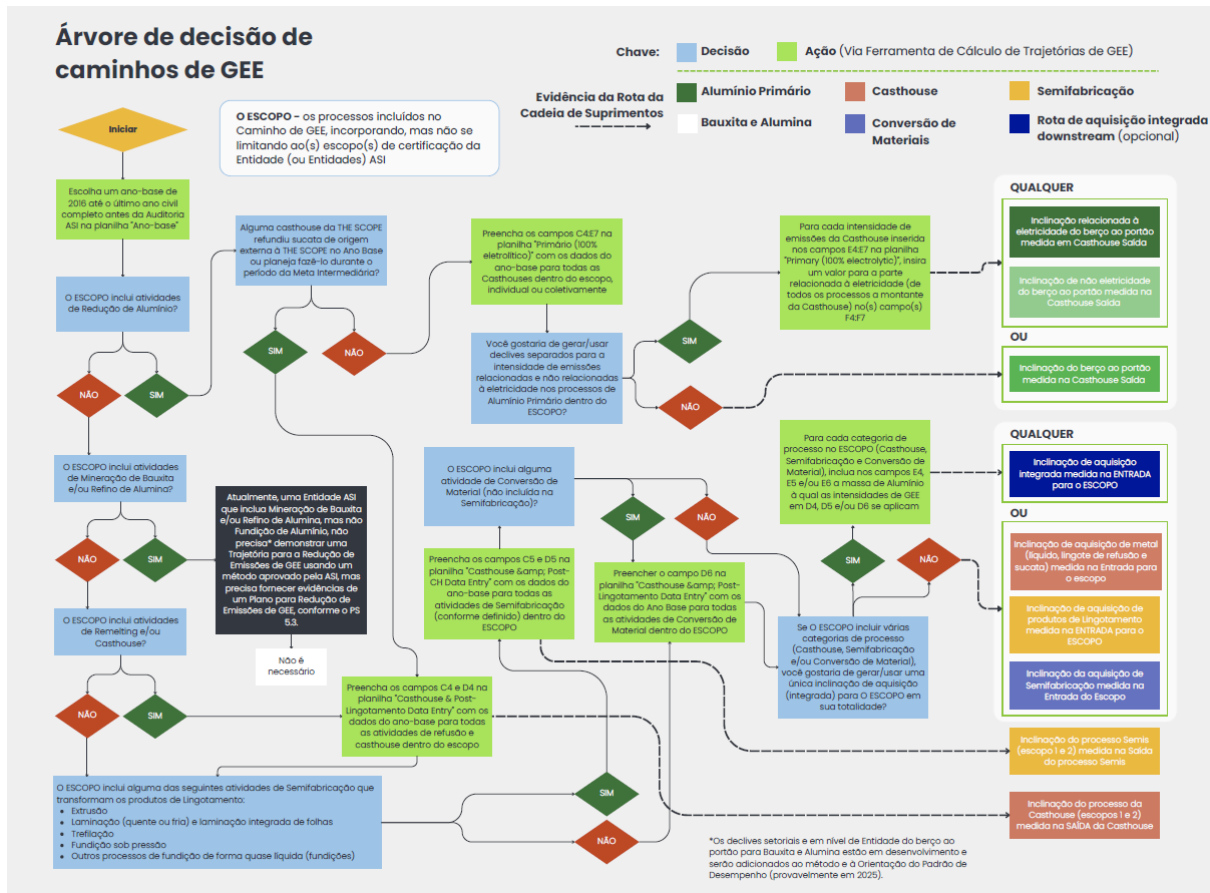 Árvore de decisão de
caminhos de GEE
Chave:
Decisão
Ação (Via Ferramenta de Cálculo de Trajetórias de GEE)
Evidência da Rota da
Cadeia de Suprimentos
Alumínio Primário
Casthouse
Semifabricação
Bauxita e Alumina
Conversão de
Materiais
Rota de aquisição integrada
downstream (opcional)
Iniciar
O ESCOPO - os processos incluídos no
Caminho de GEE, incorporando, mas não se
limitando ao(s) escopo(s) de certificação da
Entidade (ou Entidades) ASI
Escolha um ano-base de
2016 até o último ano civil
completo antes da Auditoria
ASI na planilha "Ano-base"
O ESCOPO inclui atividades
de Redução de Alumínio?
NÃO
SIM
Alguma casthouse da THE SCOPE
refundiu sucata de origem
externa à THE SCOPE no Ano Base
ou planeja fazê-lo durante o
período da Meta Intermediária?
SIM
NÃO
Preencha os campos C4:E7 na
planilha "Primário (100%
eletrolítico)" com os dados do
ano-base para todas as
Casthouses dentro do escopo,
individual ou coletivamente
Você gostaria de gerar/usar
declives separados para a
intensidade de emissões
relacionadas e não relacionadas
à eletricidade nos processos de
Alumínio Primário dentro do
ESCOPO?
SIM
NÃO
Para cada intensidade de
emissões da Casthouse inserida
nos campos E4:E7 na planilha
"Primary (100% electrolytic)", insira
um valor para a parte
relacionada à eletricidade (de
todos os processos a montante
da Casthouse) no(s) campo(s)
F4:F7
QUALQUER
Inclinação relacionada à
eletricidade do berço ao portão
medida em Casthouse Saída
Inclinação de não eletricidade
do berço ao portão medida na
Casthouse Saída
OU
Inclinação do berço ao portão
medida na Casthouse Saída
O ESCOPO inclui atividades
de Mineração de Bauxita
e/ou Refino de Alumina?
NÃO
SIM
Atualmente, uma Entidade ASI
que inclua Mineração de Bauxita
e/ou Refino de Alumina, mas não
Fundição de Alumínio, não
precisa* demonstrar uma
Trajetória para a Redução de
Emissões de GEE usando um
método aprovado pela ASI, mas
precisa fornecer evidências de
um Plano para Redução de
Emissões de GEE, conforme o PS
5.3.
Não é
necessário
O ESCOPO inclui atividades
de Remelting e/ou
Casthouse?
NÃO
SIM
Preencha os campos C4 e D4 na
planilha "Casthouse & Post-
Lingotamento Data Entry" com os
dados do ano-base para todas
as atividades de refusão e
casthouse dentro do escopo
O ESCOPO inclui alguma das seguintes atividades de Semifabricação que
transformam os produtos de Lingotamento:
• Extrusão
• Laminação (quente ou fria) e laminação integrada de folhas
• Trefilação
• Fundição sob pressão
• Outros processos de fundição de forma quase líquida (fundições)
SIM
NÃO
O ESCOPO inclui alguma
atividade de Conversão de
Material (não incluída na
Semifabricação)?
Preencha os campos C5 e D5 na
planilha "Casthouse &amp; Post-
CH Data Entry" com os dados do
ano-base para todas as
atividades de Semifabricação
(conforme definido) dentro do
ESCOPO
SIM
NÃO
Preencher o campo D6 na
planilha "Casthouse &amp; Post-
Lingotamento Data Entry" com os
dados do Ano Base para todas
as atividades de Conversão de
Material dentro do ESCOPO
Para cada categoria de
processo no ESCOPO (Casthouse,
Semifabricação e Conversão de
Material), inclua nos campos E4,
E5 e/ou E6 a massa de Alumínio
à qual as intensidades de GEE
em D4, D5 e/ou D6 se aplicam
SIM
NÃO
Se O ESCOPO incluir várias
categorias de processo
(Casthouse, Semifabricação
e/ou Conversão de Material),
você gostaria de gerar/usar uma
única inclinação de aquisição
(integrada) para O ESCOPO em
sua totalidade?
QUALQUER
Inclinação de aquisição
integrada medida na ENTRADA
para o ESCOPO
OU
Inclinação de aquisição de metal
(líquido, lingote de refusão e
sucata) medida na Entrada para
o escopo
Inclinação de aquisição de
produtos de Lingotamento
medida na ENTRADA para o
ESCOPO
Inclinação da aquisição de
Semifabricação medida na
Entrada do Escopo
Inclinação do processo Semis
(escopo 1 e 2) medida na Saída
do processo Semis
Inclinação do processo da
Casthouse (escopos 1 e 2)
medida na SAÍDA da Casthouse
*Os declives setoriais e em nível de Entidade do berço ao
portão para Bauxita e Alumina estão em desenvolvimento e
serão adicionados ao método e à Orientação do Padrão de
Desempenho (provavelmente em 2025).